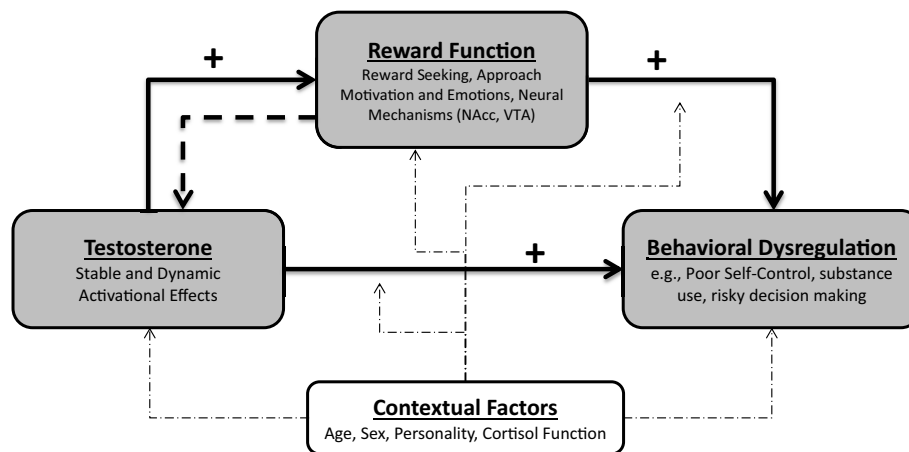 Reward Function
Reward Seeking, Approach
Motivation and Emotions, Neural
Mechanisms (NAcc, VTA)
+
+
Testosterone
Stable and Dynamic
Activational Effects
+
Behavioral Dysregulation
e.g., Poor Self-Control, substance
use, risky decision making
Contextual Factors
Age, Sex, Personality, Cortisol Function